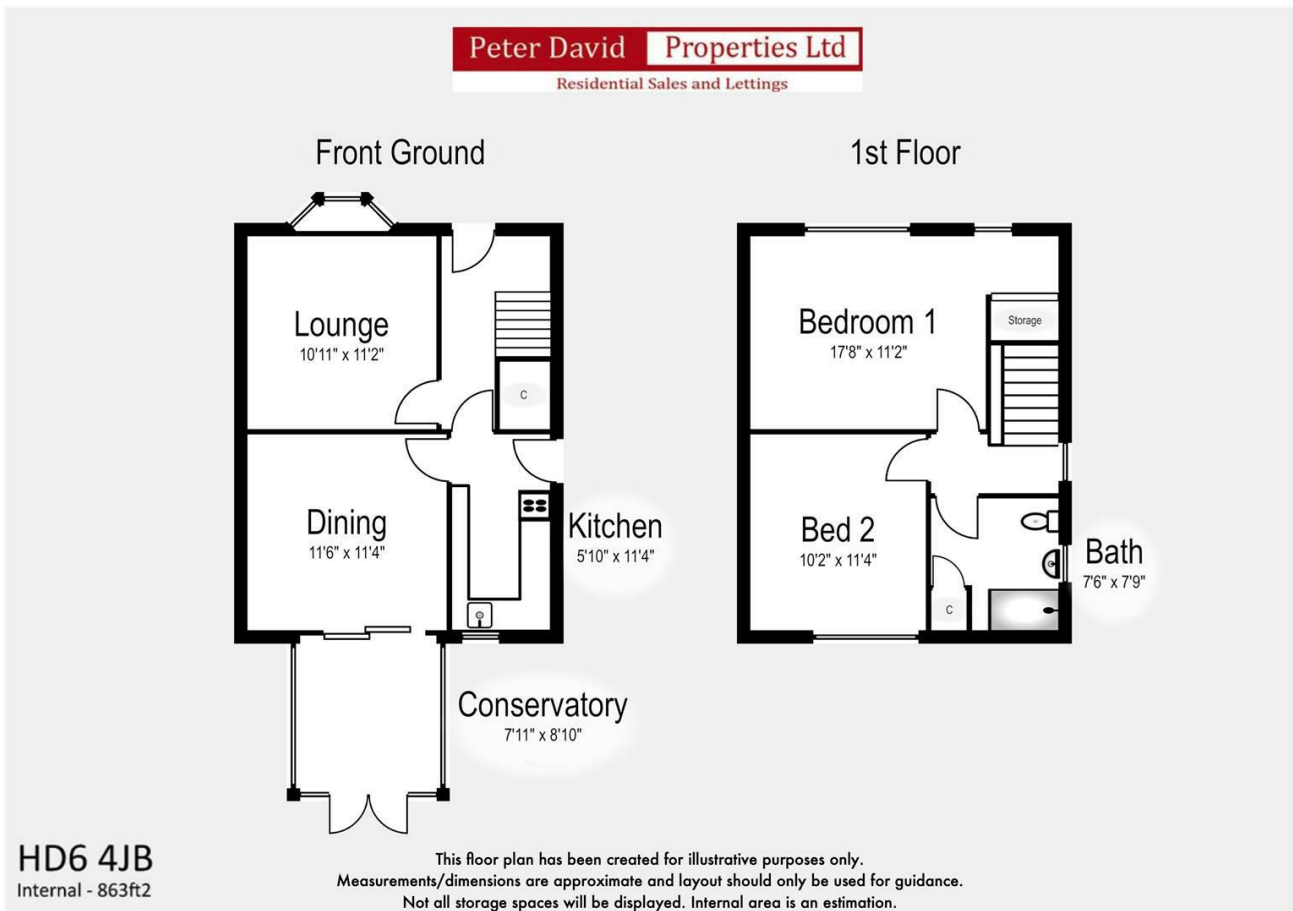 Peter David Properties Ltd
Residential Sales and Lettings
Front Ground
1st Floor
Lounge
10'11" x 11'2"
C
Dining
11'6" x 11'4"
Kitchen
5'10" x 11'4"
Conservatory
7'11" x 8'10"
Bedroom 1
17'8" x 11'2"
Storage
Bed 2
10'2" x 11'4"
Bath
7'6" x 7'9"
C
HD6 4JB
Internal - 863ft2
This floor plan has been created for illustrative purposes only.
Measurements/dimensions are approximate and layout should only be used for guidance.
Not all storage spaces will be displayed. Internal area is an estimation.